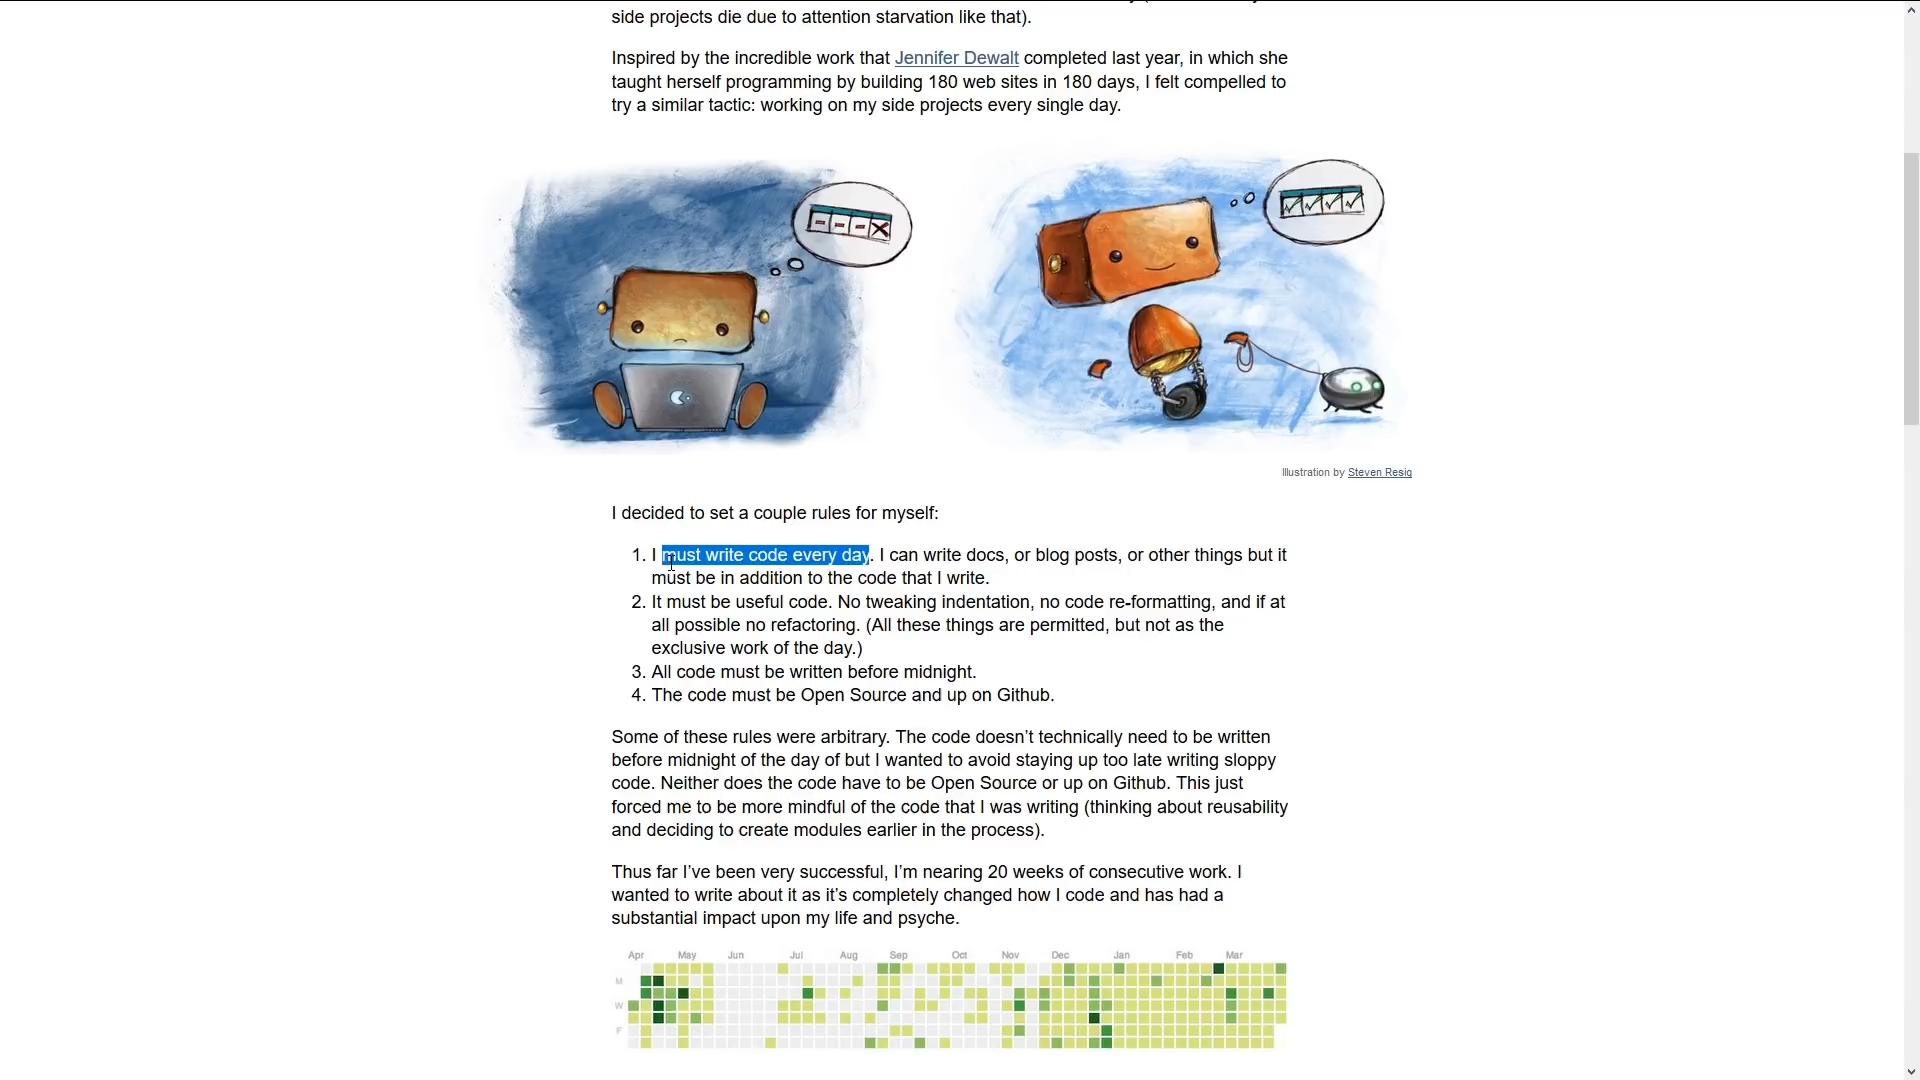 side projects die due to attention starvation like that).
Inspired by the incredible work that Jennifer Dewalt completed last year, in which she
taught herself programming by building 180 web sites in 180 days, I felt compelled to
try a similar tactic: working on my side projects every single day.
Illustration by Steven Resig
I decided to set a couple rules for myself:
1. I must write code every day. I can write docs, or blog posts, or other things but it
must be in addition to the code that I write.
2. It must be useful code. No tweaking indentation, no code re-formatting, and if at
all possible no refactoring. (All these things are permitted, but not as the
exclusive work of the day.)
3. All code must be written before midnight.
4. The code must be Open Source and up on Github.
Some of these rules were arbitrary. The code doesn’t technically need to be written
before midnight of the day of but I wanted to avoid staying up too late writing sloppy
code. Neither does the code have to be Open Source or up on Github. This just
forced me to be more mindful of the code that I was writing (thinking about reusability
and deciding to create modules earlier in the process).
Thus far I’ve been very successful, I’m nearing 20 weeks of consecutive work. I
wanted to write about it as it’s completely changed how I code and has had a
substantial impact upon my life and psyche.
Apr May Jun Jul Aug Sep Oct Nov Dec Jan Feb Mar
M
W
F